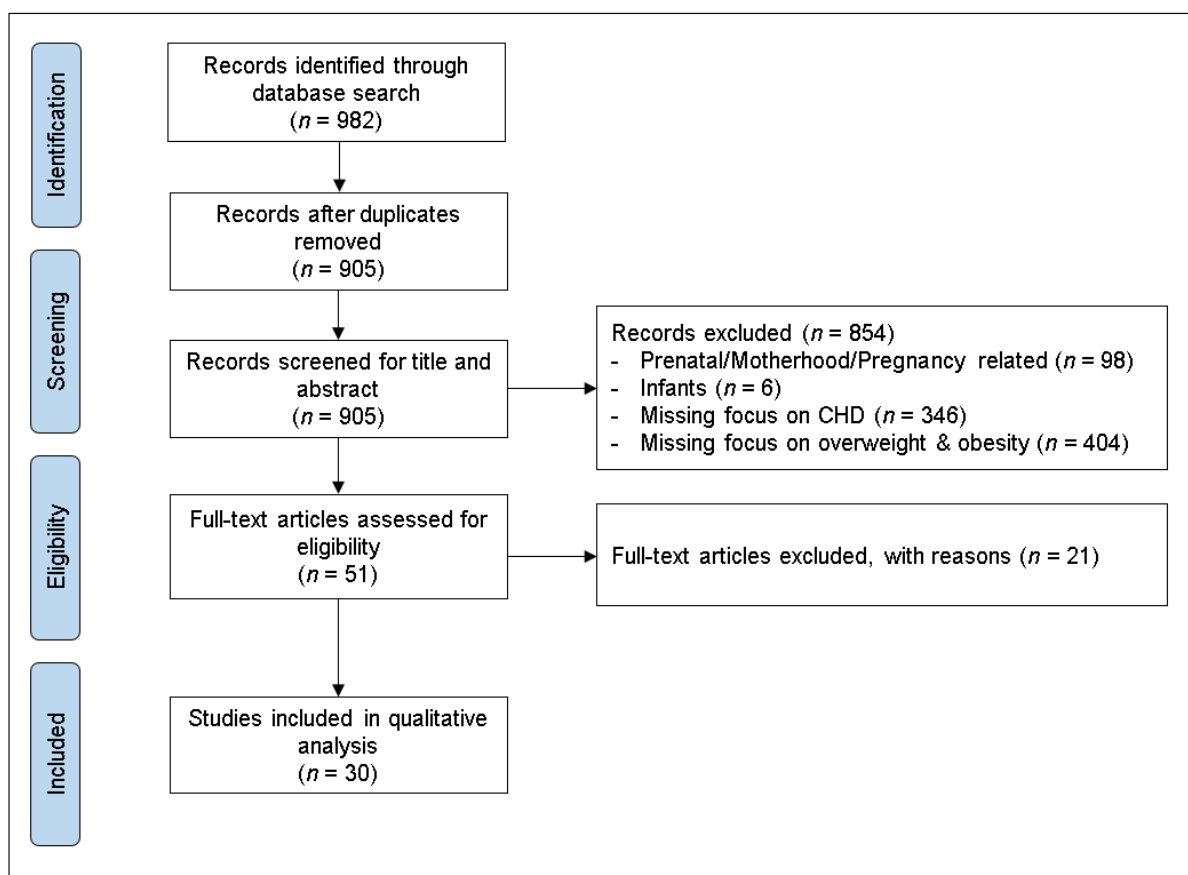 Identification
Records identified through
database search
(n = 982)
Records after duplicates
removed
(n = 905)
Screening
Records screened for title and
abstract
(n = 905)
Records excluded (n = 854)
- Prenatal/Motherhood/Pregnancy related (n = 98)
- Infants (n = 6)
- Missing focus on CHD (n = 346)
- Missing focus on overweight & obesity (n = 404)
Eligibility
Full-text articles assessed for
eligibility
(n = 51)
Full-text articles excluded, with reasons (n = 21)
Included
Studies included in qualitative
analysis
(n = 30)